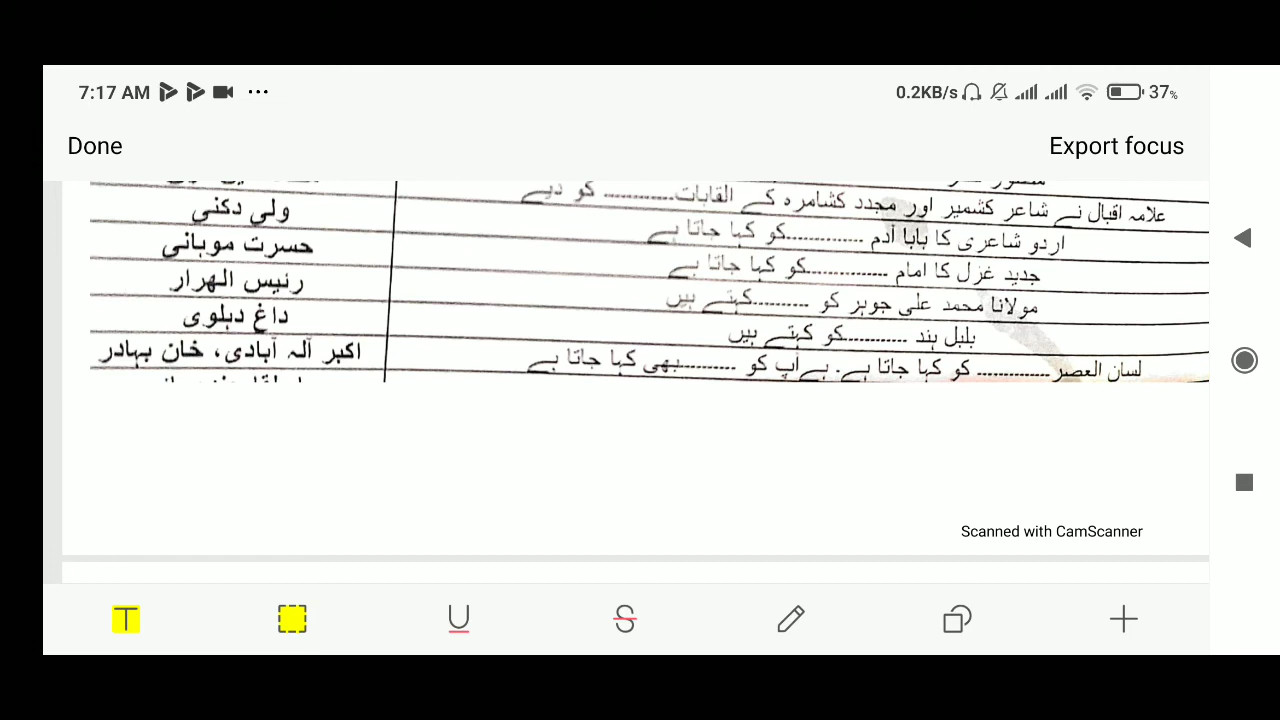 7:17 AM ...
0.2KB/s 37%
Done
Export focus
علامہ اقبال نے شاعر کشمیر اور مجدد کشامرہ کے القابات............ کو دیے
ولی دکنی
اردو شاعری کا بابا آدم .............کو کہا جاتا ہے
حسرت موہانی
جدید غزل کا امام .............کو کہا جاتا ہے
رئیس الهرار
مولانا محمد علی جوہر کو ..........کہتے ہیں
داغ دہلوی
بلبل ہند ...........کو کہتے ہیں
اکبر آلہ آبادی، خان بہادر
لسان العصر............. کو کہا جاتا ہے. ہے آپ کو ..........بھی کہا جاتا ہے
Scanned with CamScanner
T U S